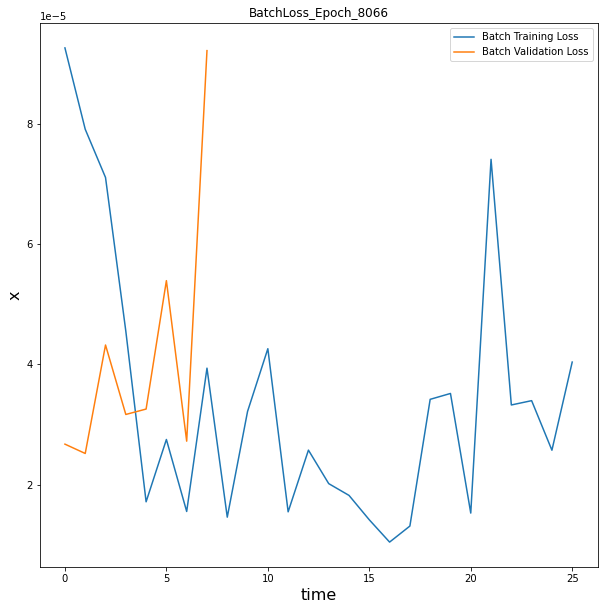 BatchLoss_Epoch_8066
1e−5
Batch Training Loss
Batch Validation Loss
8
6
4
2
x
0 5 10 15 20 25
time